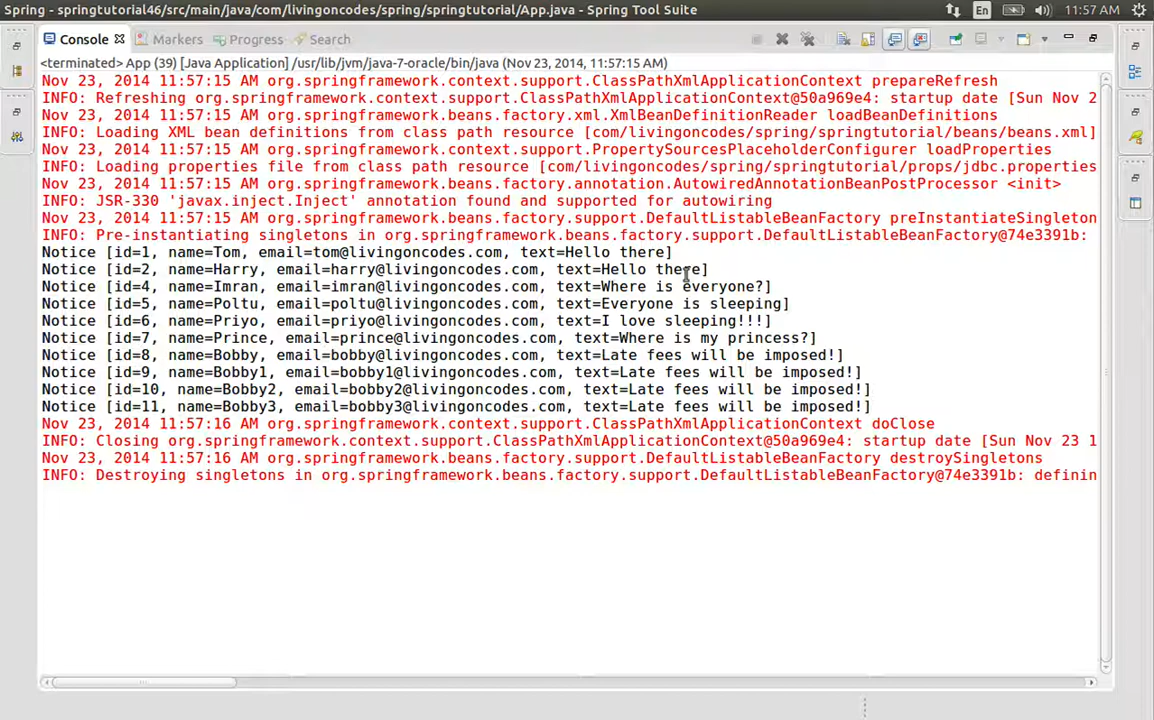 Spring - springtutorial46/src/main/java/com/livingoncodes/spring/springtutorial/App.java - Spring Tool Suite
En
11:57 AM
Console
Markers
Progress
Search
<terminated> App (39) [Java Application] /usr/lib/jvm/java-7-oracle/bin/java (Nov 23, 2014, 11:57:15 AM)
Nov 23, 2014 11:57:15 AM org.springframework.context.support.ClassPathXmlApplicationContext prepareRefresh
INFO: Refreshing org.springframework.context.support.ClassPathXmlApplicationContext@50a969e4: startup date [Sun Nov 2
Nov 23, 2014 11:57:15 AM org.springframework.beans.factory.xml.XmlBeanDefinitionReader loadBeanDefinitions
INFO: Loading XML bean definitions from class path resource [com/livingoncodes/spring/springtutorial/beans/beans.xml]
Nov 23, 2014 11:57:15 AM org.springframework.context.support.PropertySourcesPlaceholderConfigurer loadProperties
INFO: Loading properties file from class path resource [com/livingoncodes/spring/springtutorial/props/jdbc.properties
Nov 23, 2014 11:57:15 AM org.springframework.beans.factory.annotation.AutowiredAnnotationBeanPostProcessor <init>
INFO: JSR-330 'javax.inject.Inject' annotation found and supported for autowiring
Nov 23, 2014 11:57:15 AM org.springframework.beans.factory.support.DefaultListableBeanFactory preInstantiateSingleton
INFO: Pre-instantiating singletons in org.springframework.beans.factory.support.DefaultListableBeanFactory@74e3391b:
Notice [id=1, name=Tom, email=tom@livingoncodes.com, text=Hello there]
Notice [id=2, name=Harry, email=harry@livingoncodes.com, text=Hello there]
Notice [id=4, name=Imran, email=imran@livingoncodes.com, text=Where is everyone?]
Notice [id=5, name=Poltu, email=poltu@livingoncodes.com, text=Everyone is sleeping]
Notice [id=6, name=Priyo, email=priyo@livingoncodes.com, text=I love sleeping!!!]
Notice [id=7, name=Prince, email=prince@livingoncodes.com, text=Where is my princess?]
Notice [id=8, name=Bobby, email=bobby@livingoncodes.com, text=Late fees will be imposed!]
Notice [id=9, name=Bobby1, email=bobby1@livingoncodes.com, text=Late fees will be imposed!]
Notice [id=10, name=Bobby2, email=bobby2@livingoncodes.com, text=Late fees will be imposed!]
Notice [id=11, name=Bobby3, email=bobby3@livingoncodes.com, text=Late fees will be imposed!]
Nov 23, 2014 11:57:16 AM org.springframework.context.support.ClassPathXmlApplicationContext doClose
INFO: Closing org.springframework.context.support.ClassPathXmlApplicationContext@50a969e4: startup date [Sun Nov 23 1
Nov 23, 2014 11:57:16 AM org.springframework.beans.factory.support.DefaultListableBeanFactory destroySingletons
INFO: Destroying singletons in org.springframework.beans.factory.support.DefaultListableBeanFactory@74e3391b: definin